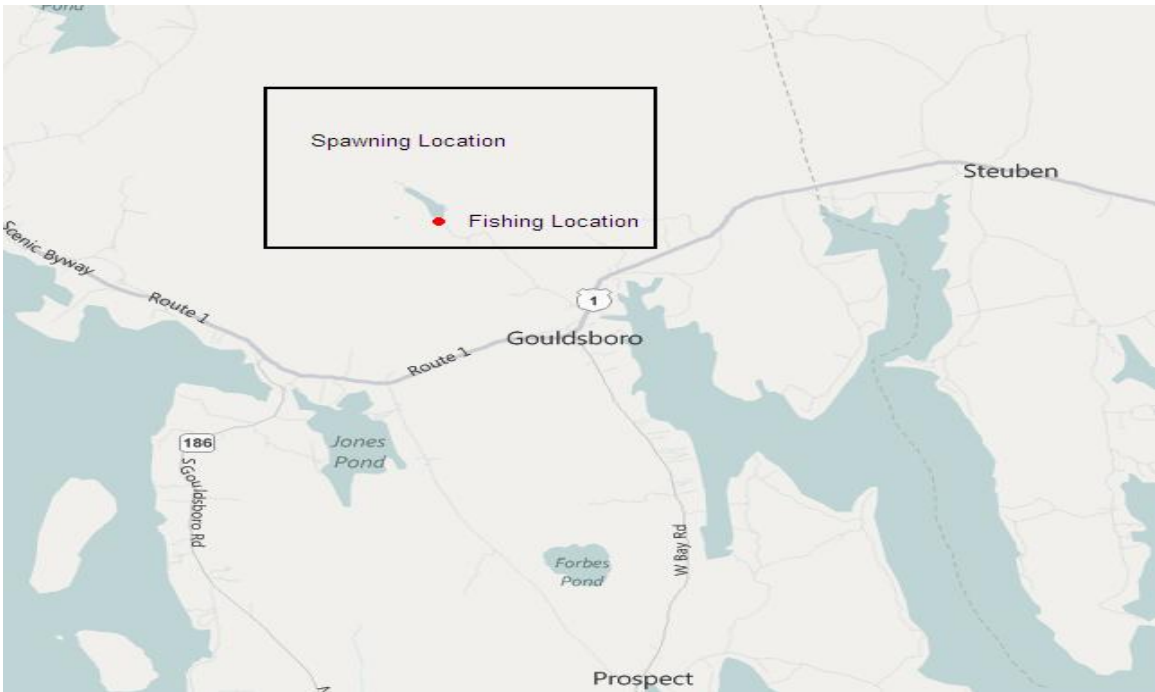 Pond
Spawning Location
Steuben
Fishing Location
Scenic Byway
Route 1
1
Gouldsboro
Route 1
186
Jones
Pond
S Gouldsboro Rd
W Bay Rd
Forbes
Pond
Prospect